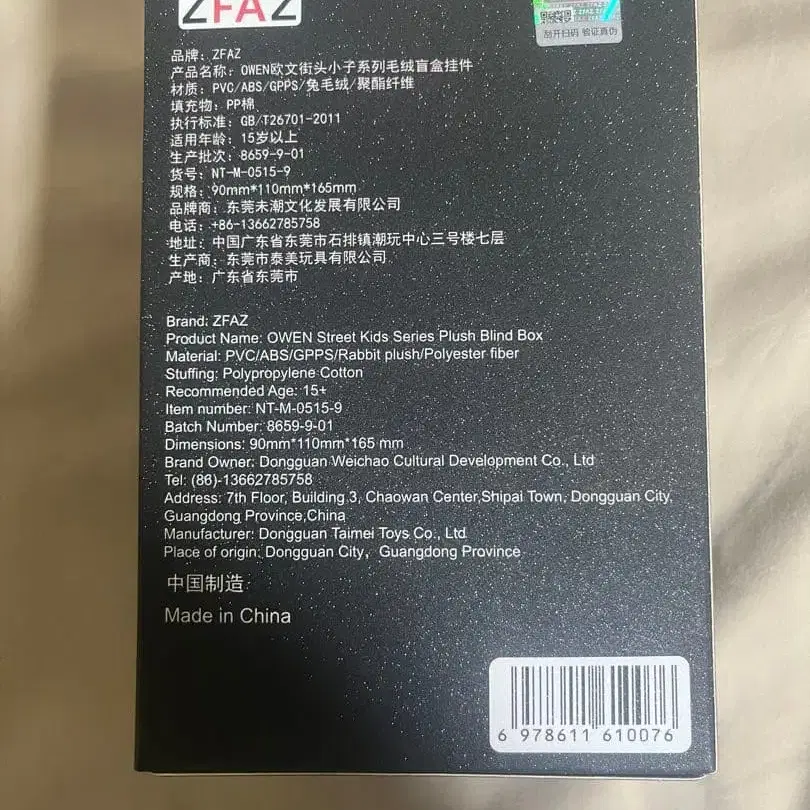 ZFAZ
刮开扫码 验证真伪
品牌：ZFAZ
产品名称：OWEN欧文街头小子系列毛绒盲盒挂件
材质：PVC/ABS/GPPS/兔毛绒/聚酯纤维
填充物：PP棉
执行标准：GB/T26701-2011
适用年龄：15岁以上
生产批次：8659-9-01
货号：NT-M-0515-9
规格：90mm*110mm*165mm
品牌商：东莞未潮文化发展有限公司
电话：+86-13662785758
地址：中国广东省东莞市石排镇潮玩中心三号楼七层
生产商：东莞市泰美玩具有限公司
产地：广东省东莞市
Brand: ZFAZ
Product Name: OWEN Street Kids Series Plush Blind Box
Material: PVC/ABS/GPPS/Rabbit plush/Polyester fiber
Stuffing: Polypropylene Cotton
Recommended Age: 15+
Item number: NT-M-0515-9
Batch Number: 8659-9-01
Dimensions: 90mm*110mm*165 mm
Brand Owner: Dongguan Weichao Cultural Development Co., Ltd
Tel: (86)-13662785758
Address: 7th Floor, Building 3, Chaowan Center,Shipai Town, Dongguan City,
Guangdong Province,China
Manufacturer: Dongguan Taimei Toys Co., Ltd
Place of origin: Dongguan City，Guangdong Province
中国制造
Made in China
6 978611 610076